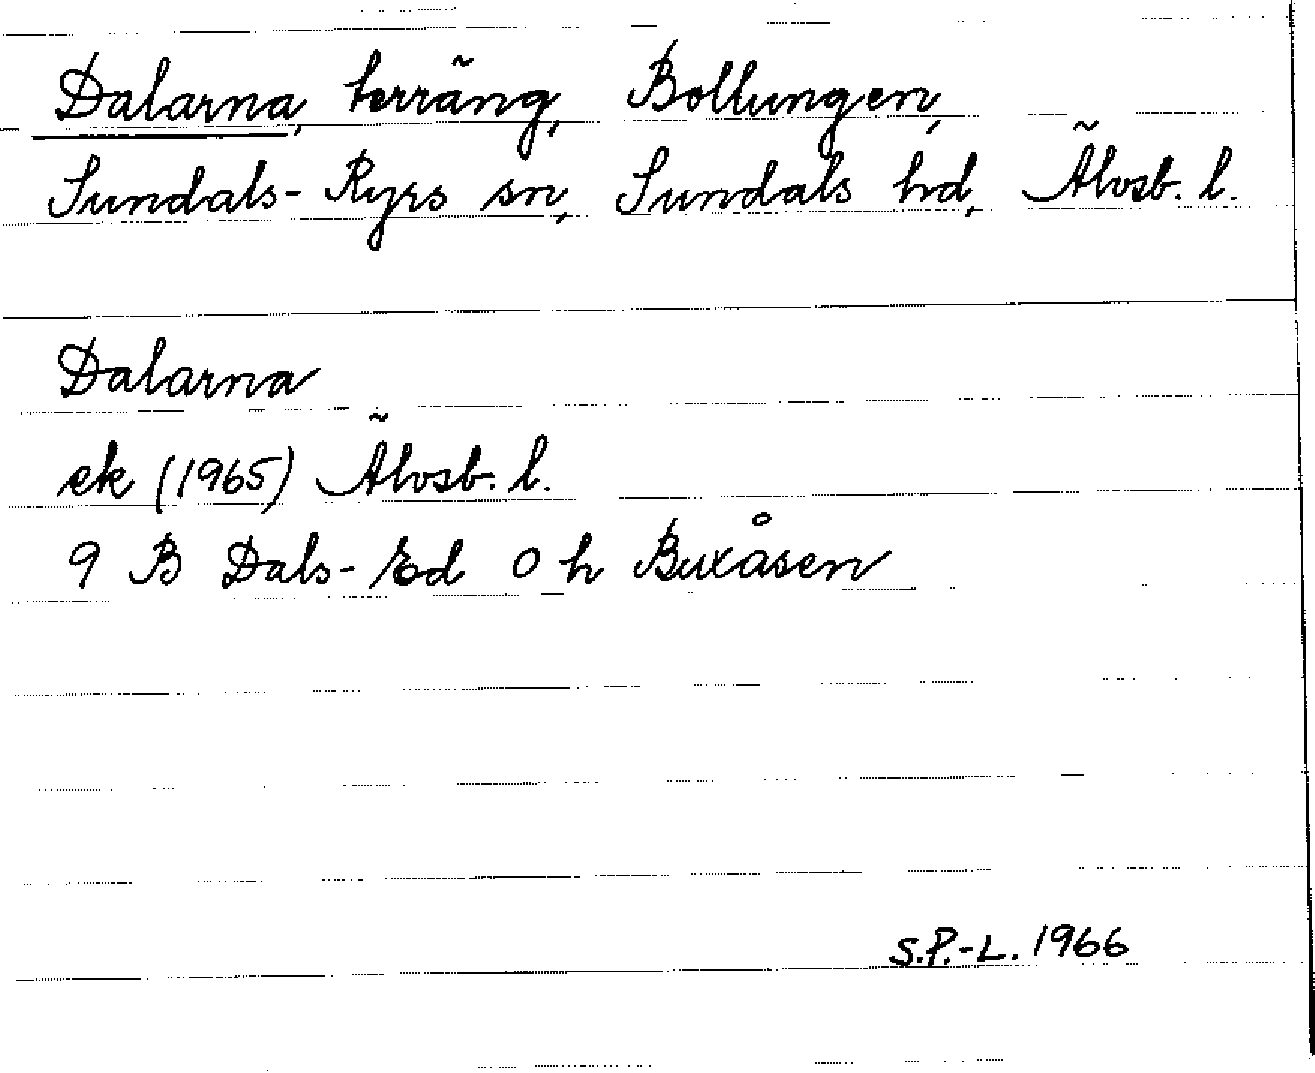 Dalarna, terräng, Bollungen,
Sundals-Ryrs sn, Sundals hd, Älvsb. l.
Dalarna
ek (1965) Älvsb. l.
9 B Dals-Ed 0 h Buxåsen
S.P.-L. 1966